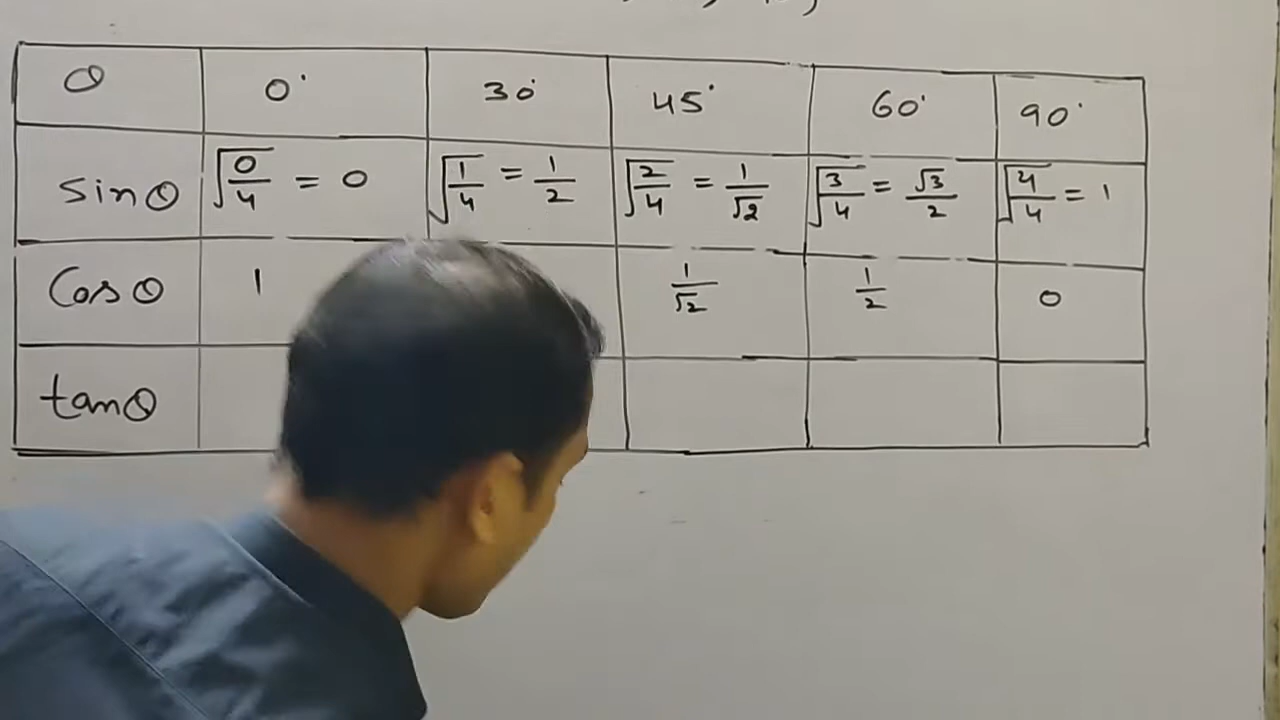 θ 0° 30° 45° 60° 90°
sinθ √0/4 = 0 √1/4 = 1/2 √2/4 = 1/√2 √3/4 = √3/2 √4/4 = 1
Cosθ 1 1/√2 1/2 0
tanθ